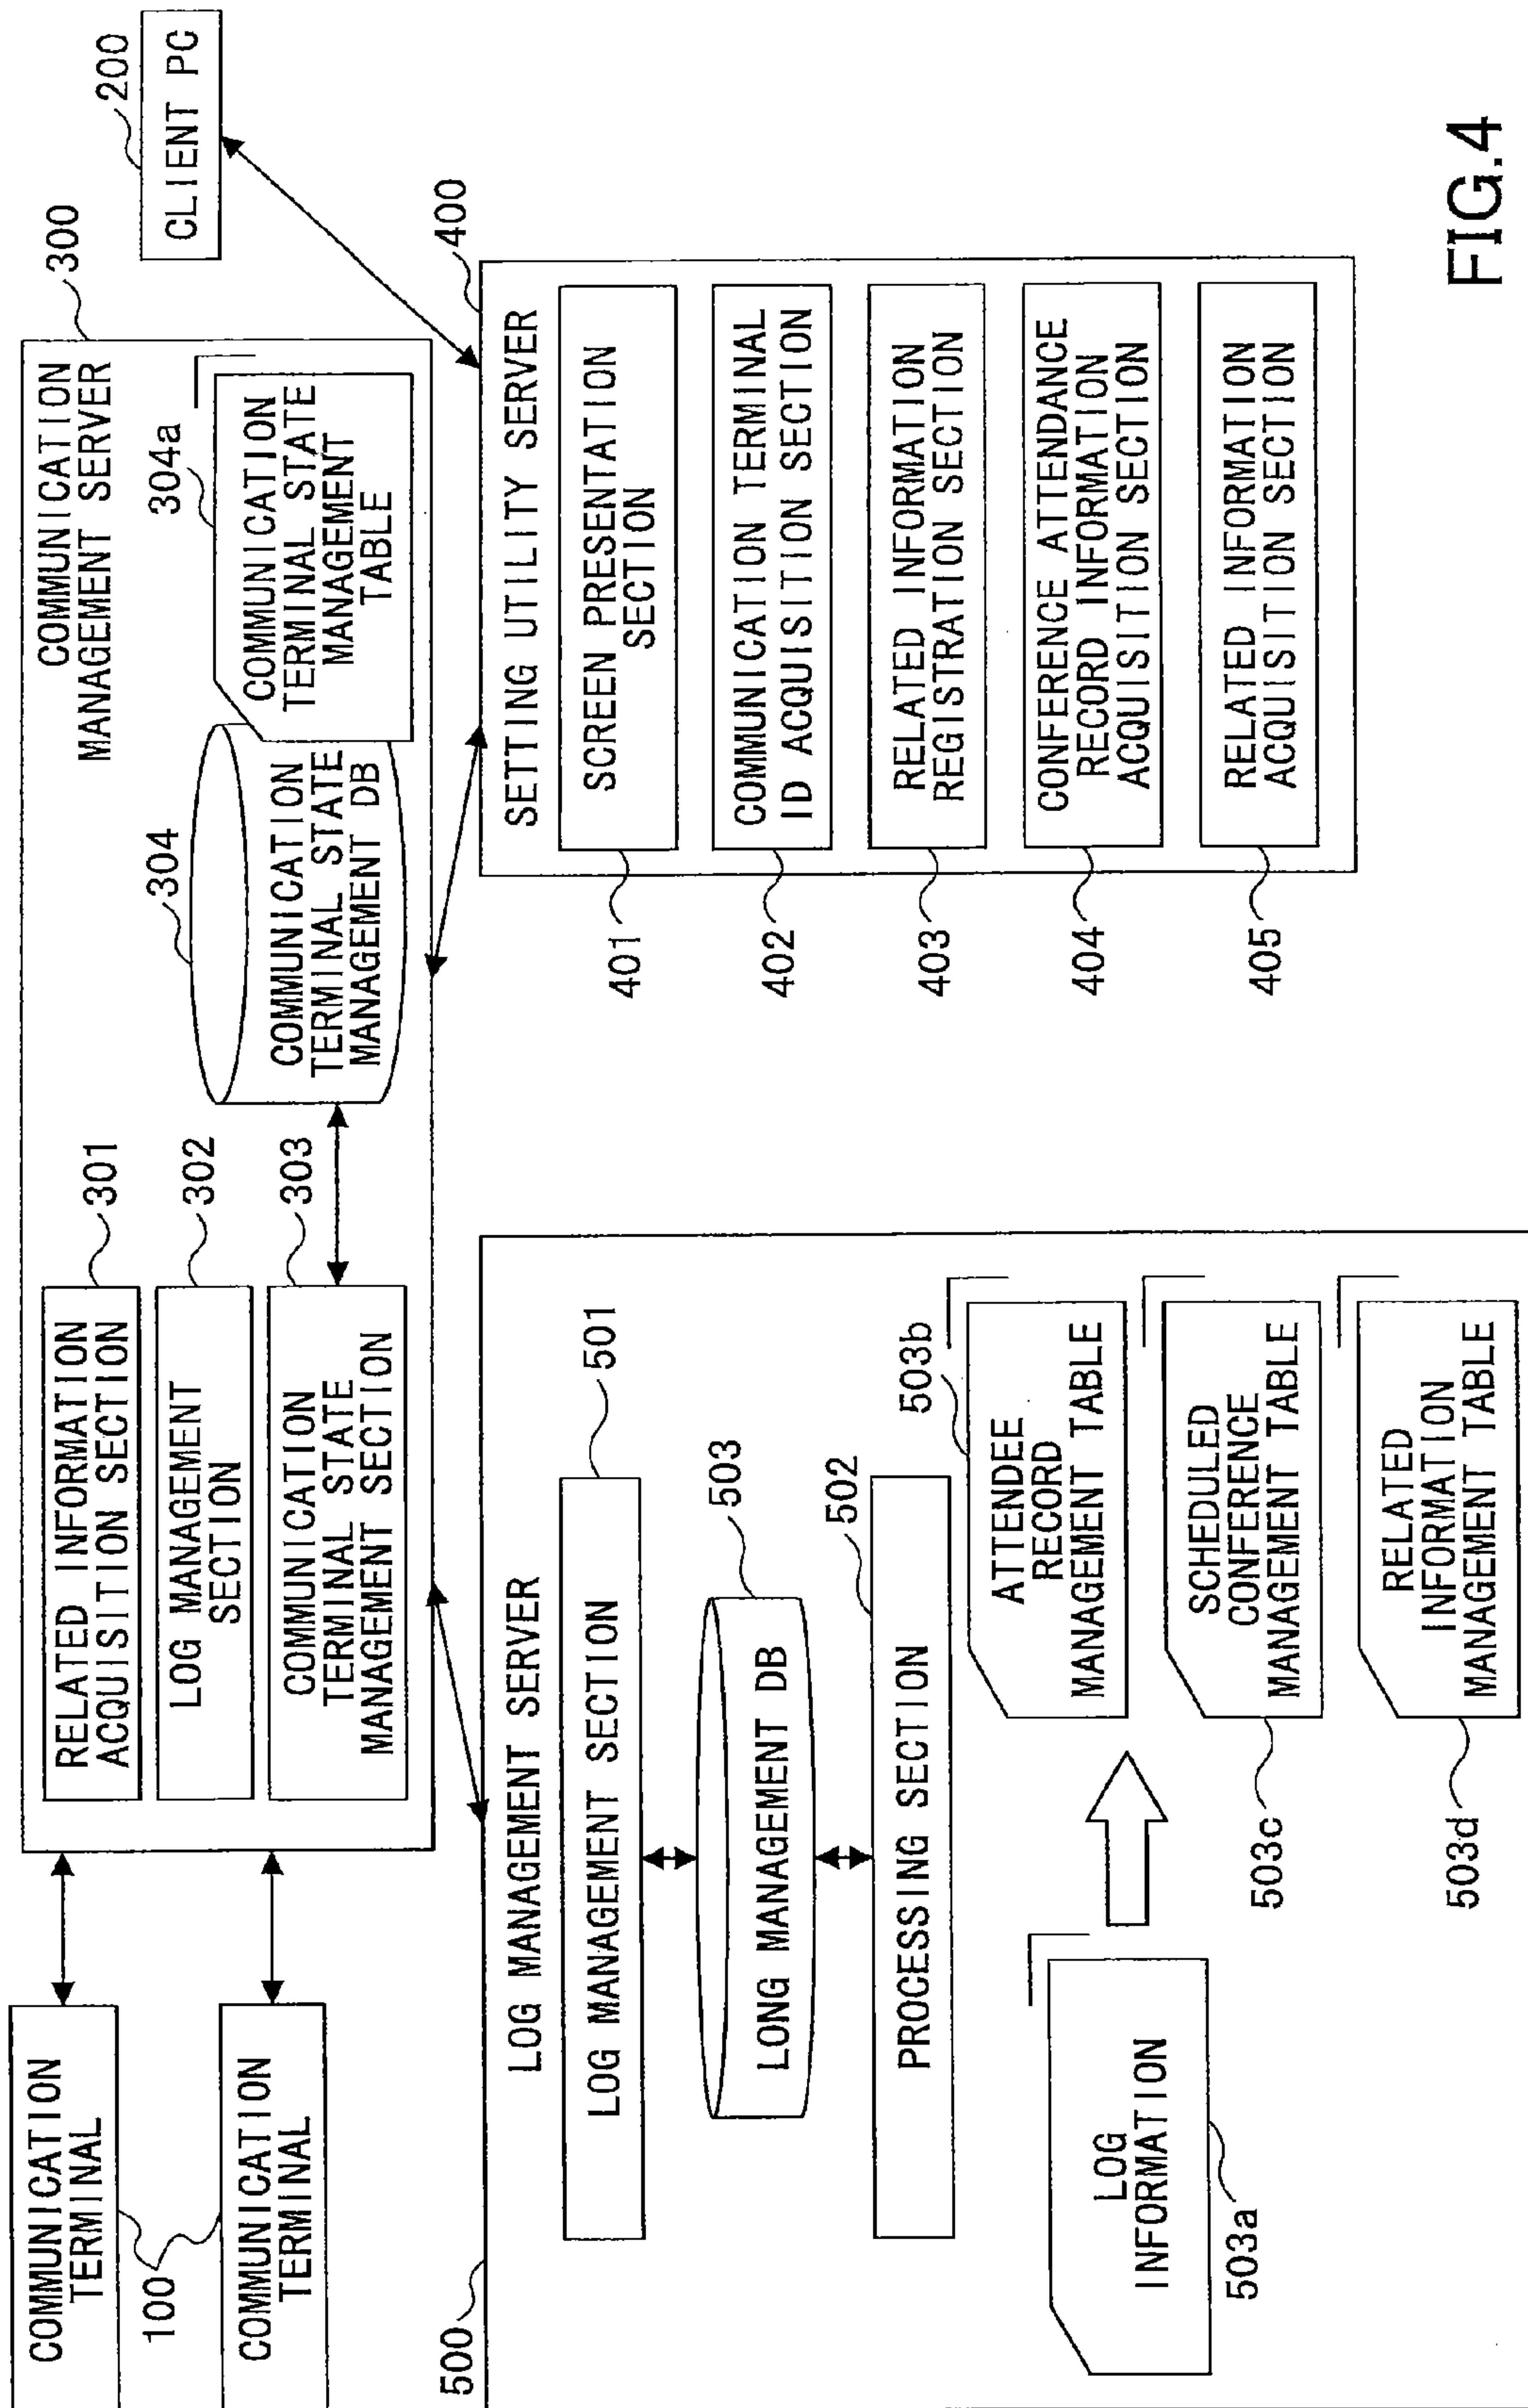 COMMUNICATION
TERMINAL
100
COMMUNICATION
TERMINAL
COMMUNICATION
MANAGEMENT SERVER
300
RELATED INFORMATION
ACQUISITION SECTION
301
LOG MANAGEMENT
SECTION
302
COMMUNICATION
TERMINAL STATE
MANAGEMENT SECTION
303
304
COMMUNICATION
TERMINAL STATE
MANAGEMENT DB
304a
COMMUNICATION
TERMINAL STATE
MANAGEMENT
TABLE
200
CLIENT PC
500
LOG MANAGEMENT SERVER
LOG MANAGEMENT SECTION
501
LONG MANAGEMENT DB
503
PROCESSING SECTION
502
LOG
INFORMATION
503a
503b
ATTENDEE
RECORD
MANAGEMENT TABLE
SCHEDULED
CONFERENCE
MANAGEMENT TABLE
503c
RELATED
INFORMATION
MANAGEMENT TABLE
503d
400
SETTING UTILITY SERVER
SCREEN PRESENTATION
SECTION
401
COMMUNICATION TERMINAL
ID ACQUISITION SECTION
402
RELATED INFORMATION
REGISTRATION SECTION
403
CONFERENCE ATTENDANCE
RECORD INFORMATION
ACQUISITION SECTION
404
RELATED INFORMATION
ACQUISITION SECTION
405
FIG.4